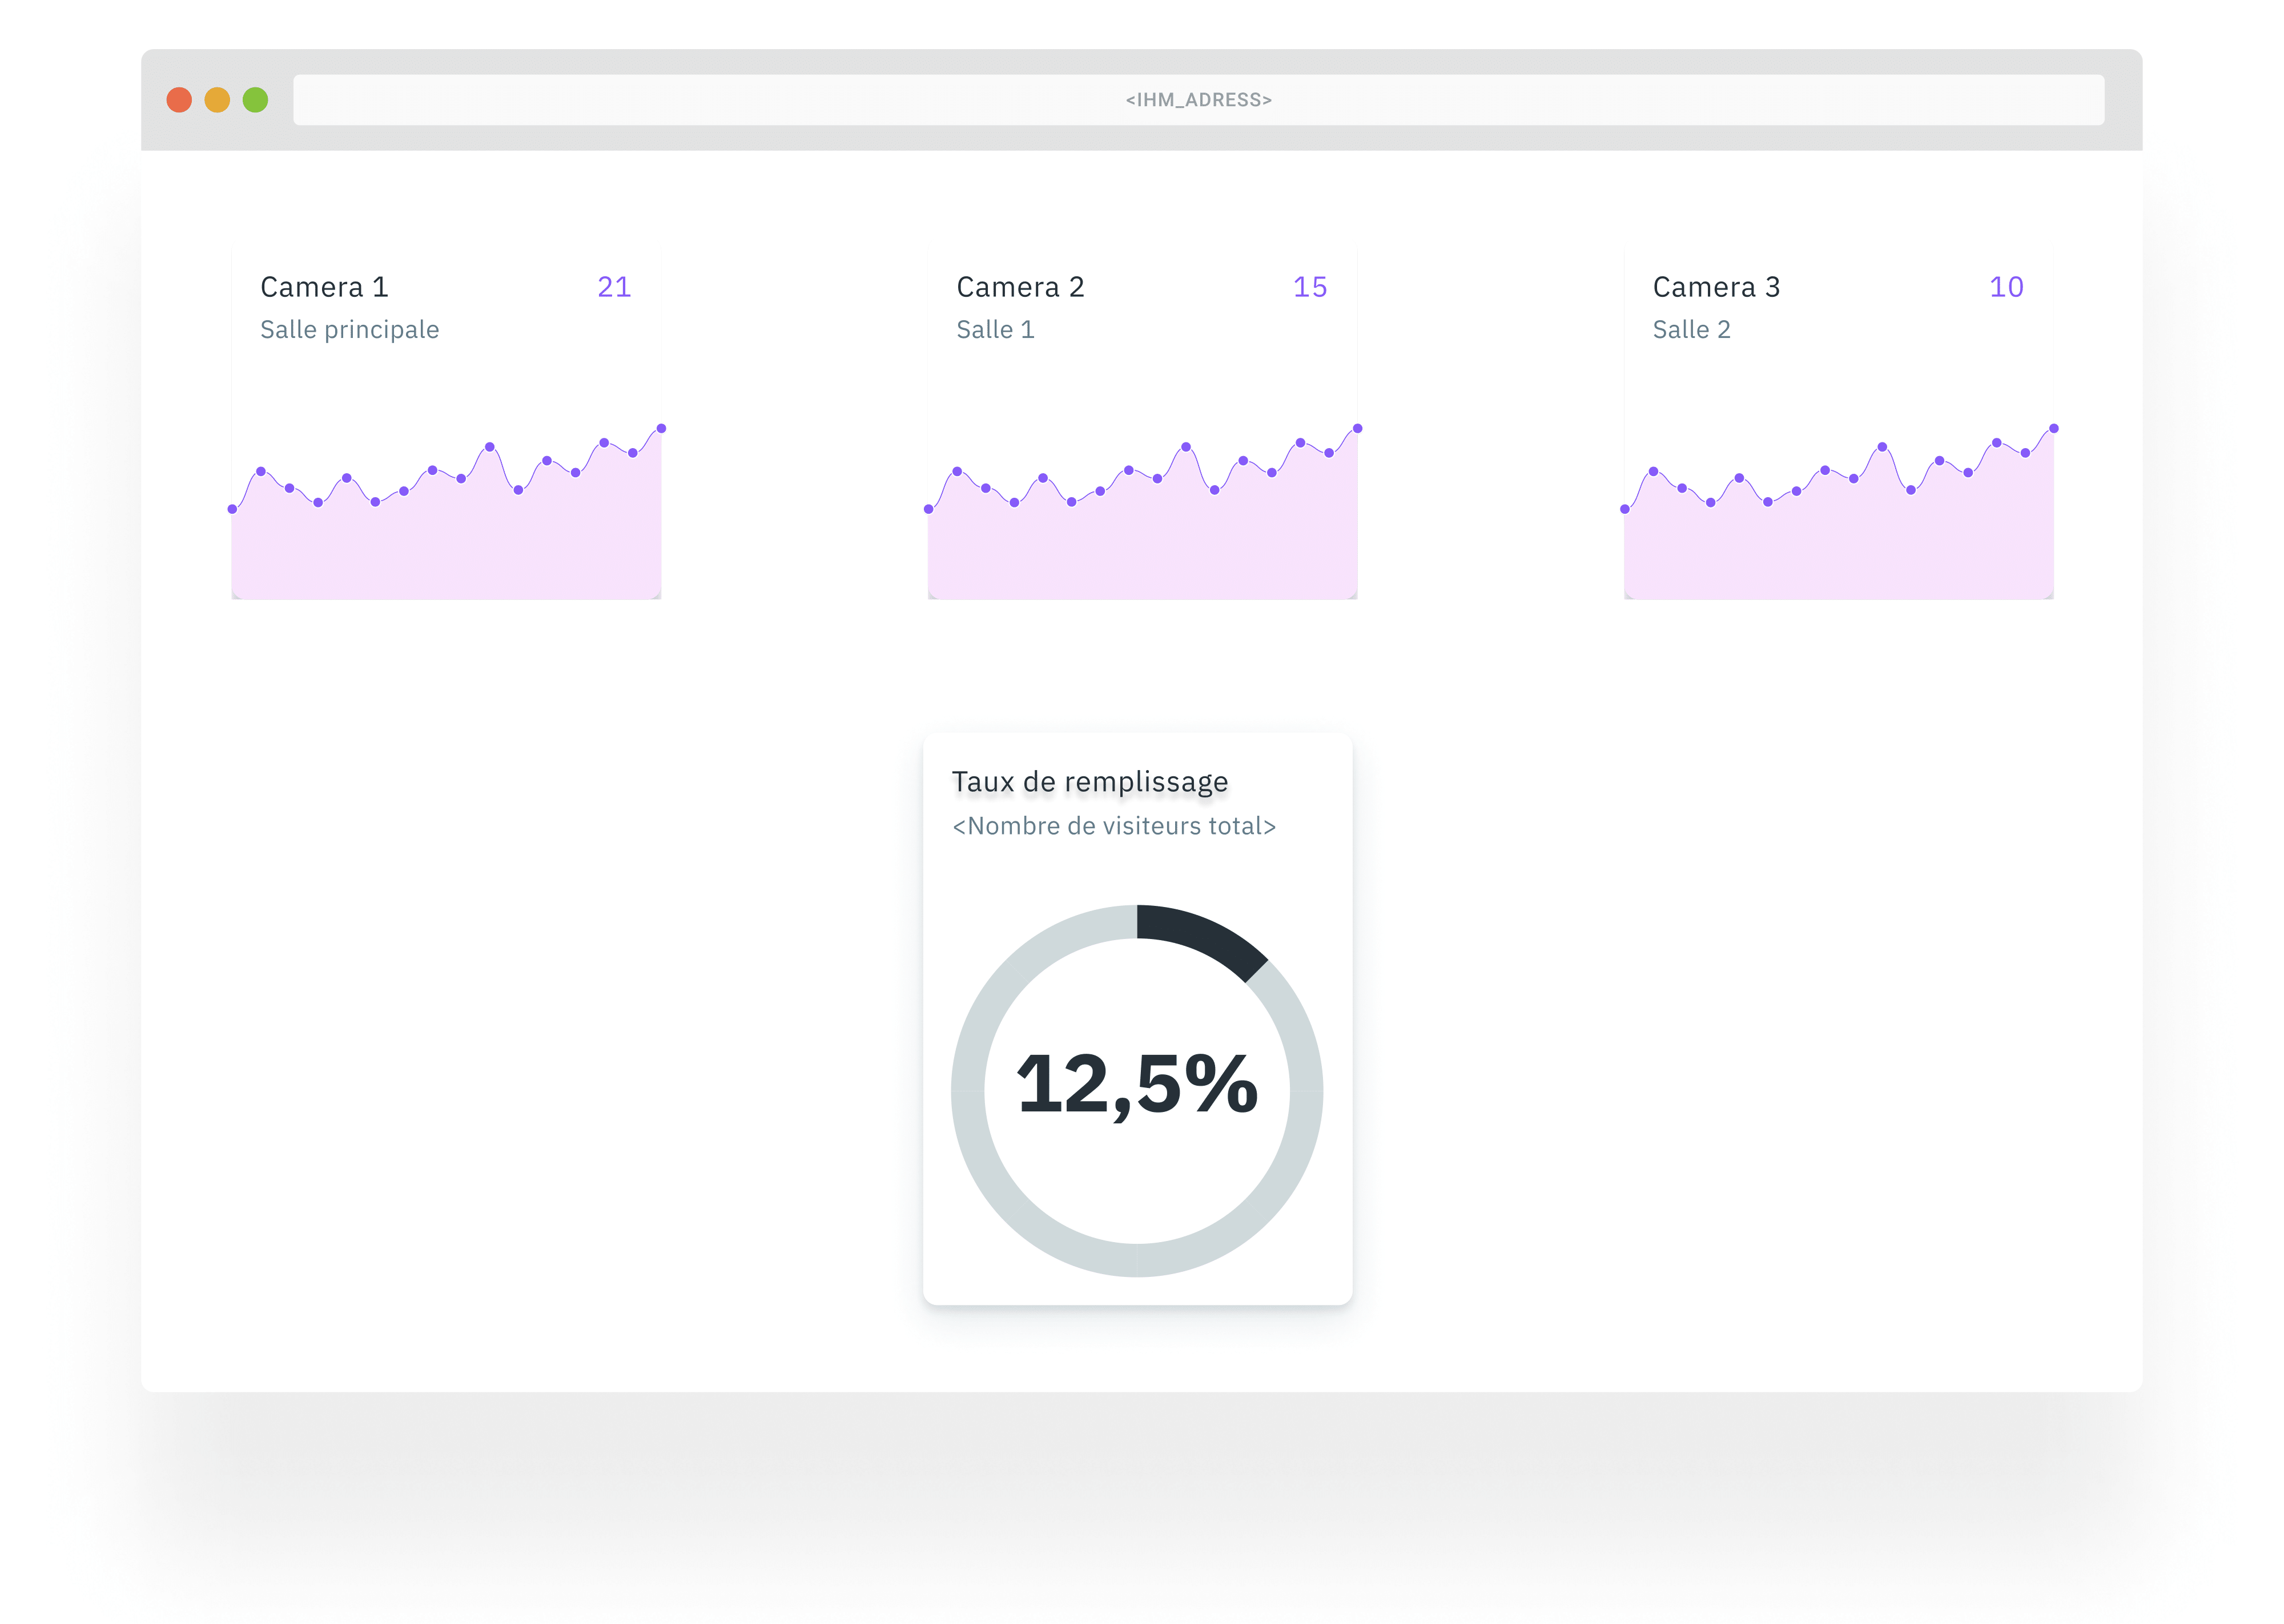 <IHM_ADRESS>
Camera 1 21
Salle principale
Camera 2 15
Salle 1
Camera 3 10
Salle 2
Taux de remplissage
<Nombre de visiteurs total>
12,5%